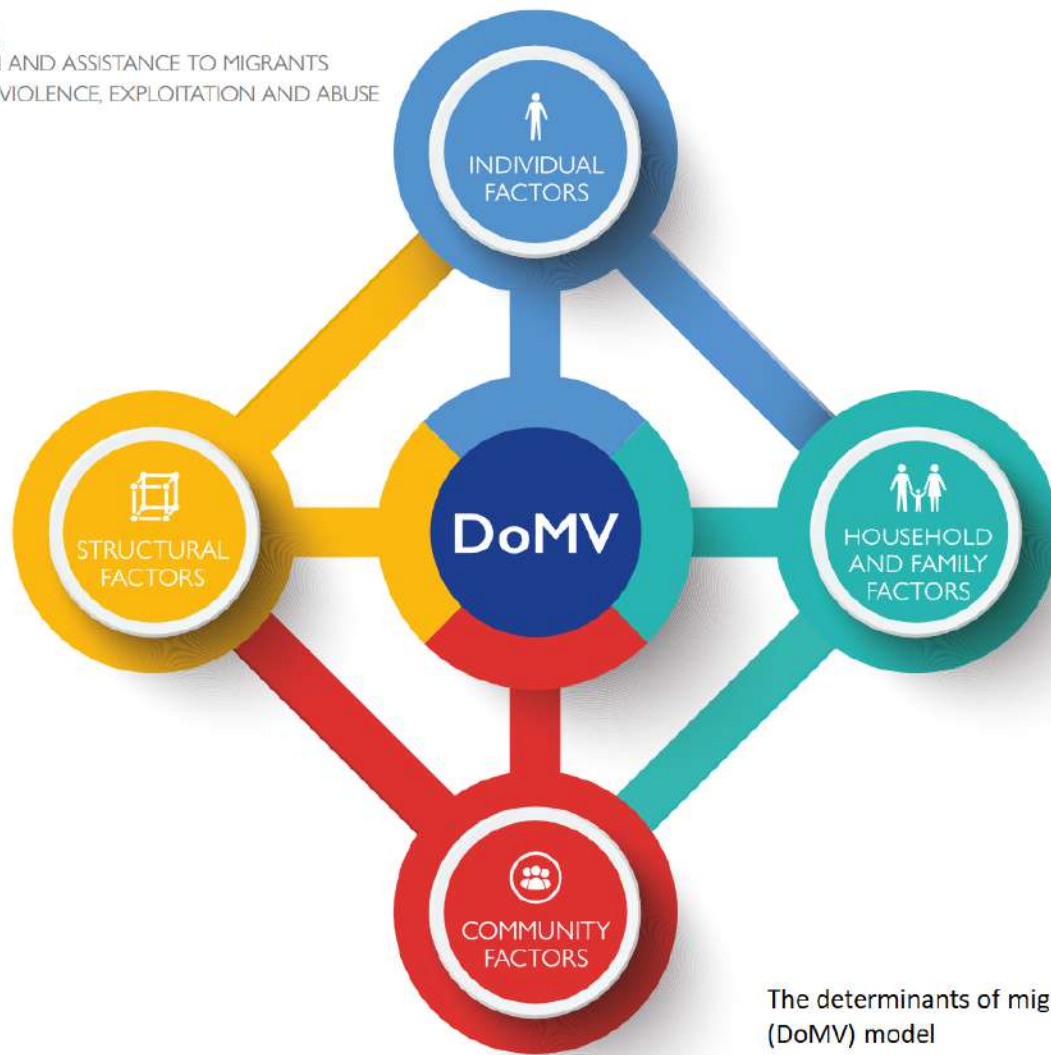 AND ASSISTANCE TO MIGRANTS
VIOLENCE, EXPLOITATION AND ABUSE
INDIVIDUAL
FACTORS
STRUCTURAL
FACTORS
DoMV
HOUSEHOLD
AND FAMILY
FACTORS
COMMUNITY
FACTORS
The determinants of mig
(DoMV) model